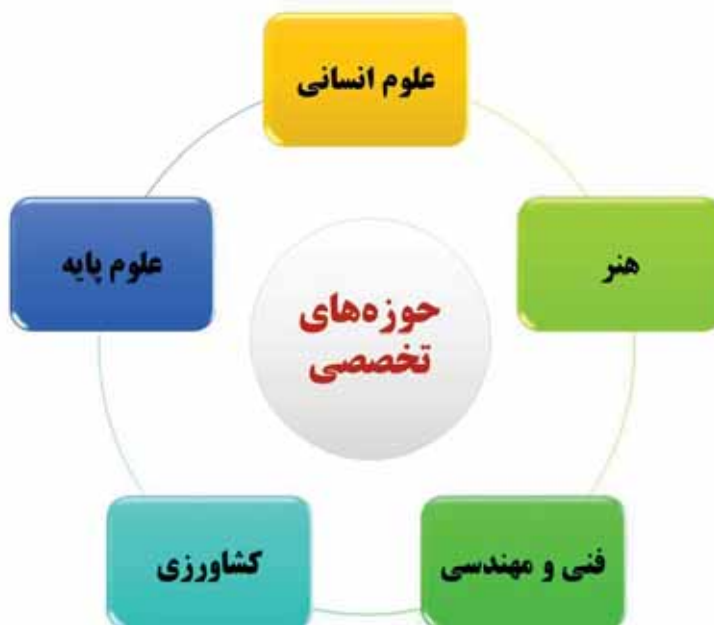 علوم انسانی
هنر
علوم پایه
حوزه‌های
تخصصی
فنی و مهندسی
کشاورزی